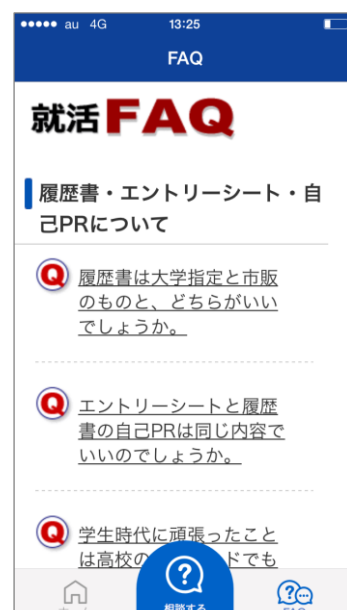 au 4G 13:25
FAQ
就活FAQ
履歴書・エントリーシート・自
己PRについて
Q 履歴書は大学指定と市販
のものと、どちらがいい
でしょうか。
Q エントリーシートと履歴
書の自己PRは同じ内容で
いいのでしょうか。
Q 学生時代に頑張ったこと
は高校の ドでも
相談する
FAQ